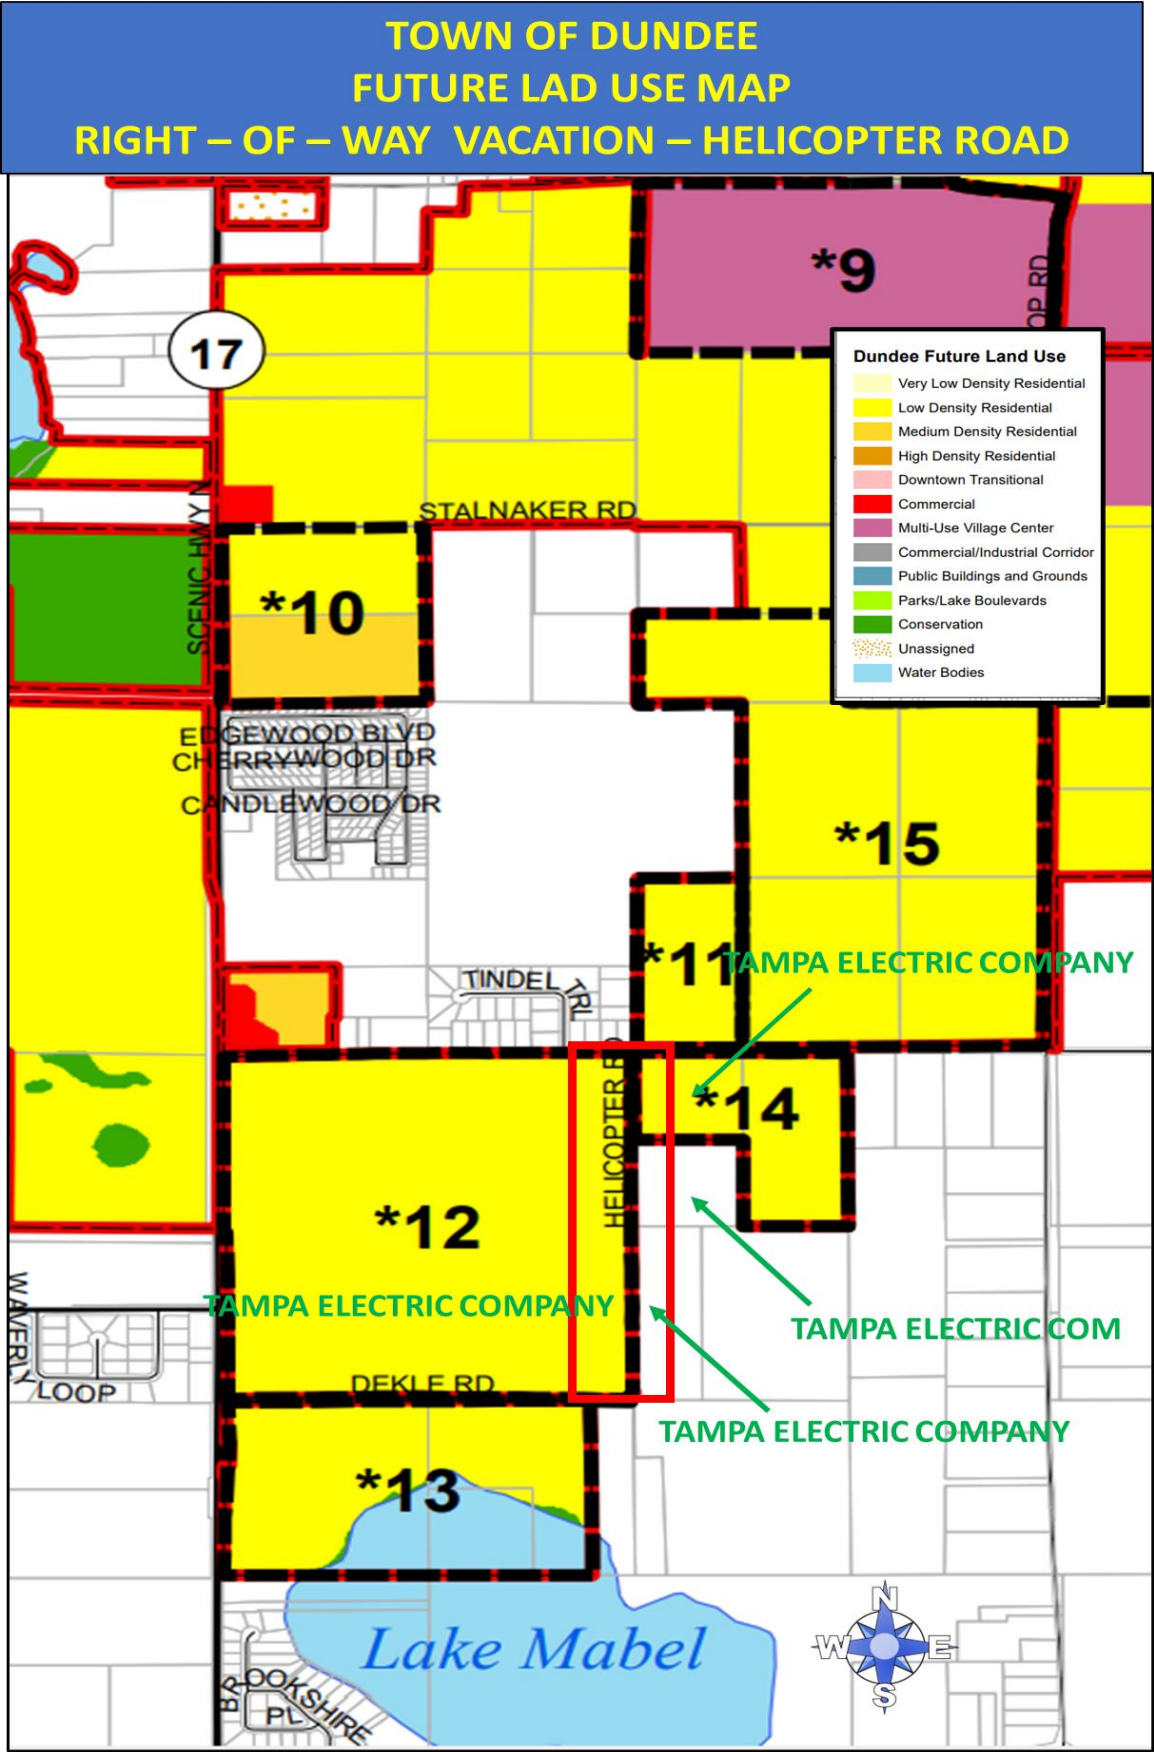 TOWN OF DUNDEE
FUTURE LAD USE MAP
RIGHT – OF – WAY VACATION – HELICOPTER ROAD
*9
OP RD
17
Dundee Future Land Use
Very Low Density Residential
Low Density Residential
Medium Density Residential
High Density Residential
Downtown Transitional
Commercial
Multi-Use Village Center
Commercial/Industrial Corridor
Public Buildings and Grounds
Parks/Lake Boulevards
Conservation
Unassigned
Water Bodies
SCENIC HWY N
STALNAKER RD
*10
EDGEWOOD BLVD
CHERRYWOOD DR
CANDLEWOOD DR
*15
*11
TAMPA ELECTRIC COMPANY
TINDEL TRL
HELICOPTER RD
*14
*12
TAMPA ELECTRIC COMPANY
TAMPA ELECTRIC COM
WAVERLY LOOP
DEKLE RD
TAMPA ELECTRIC COMPANY
*13
Lake Mabel
BROOKSHIRE PL
N
W
E
S